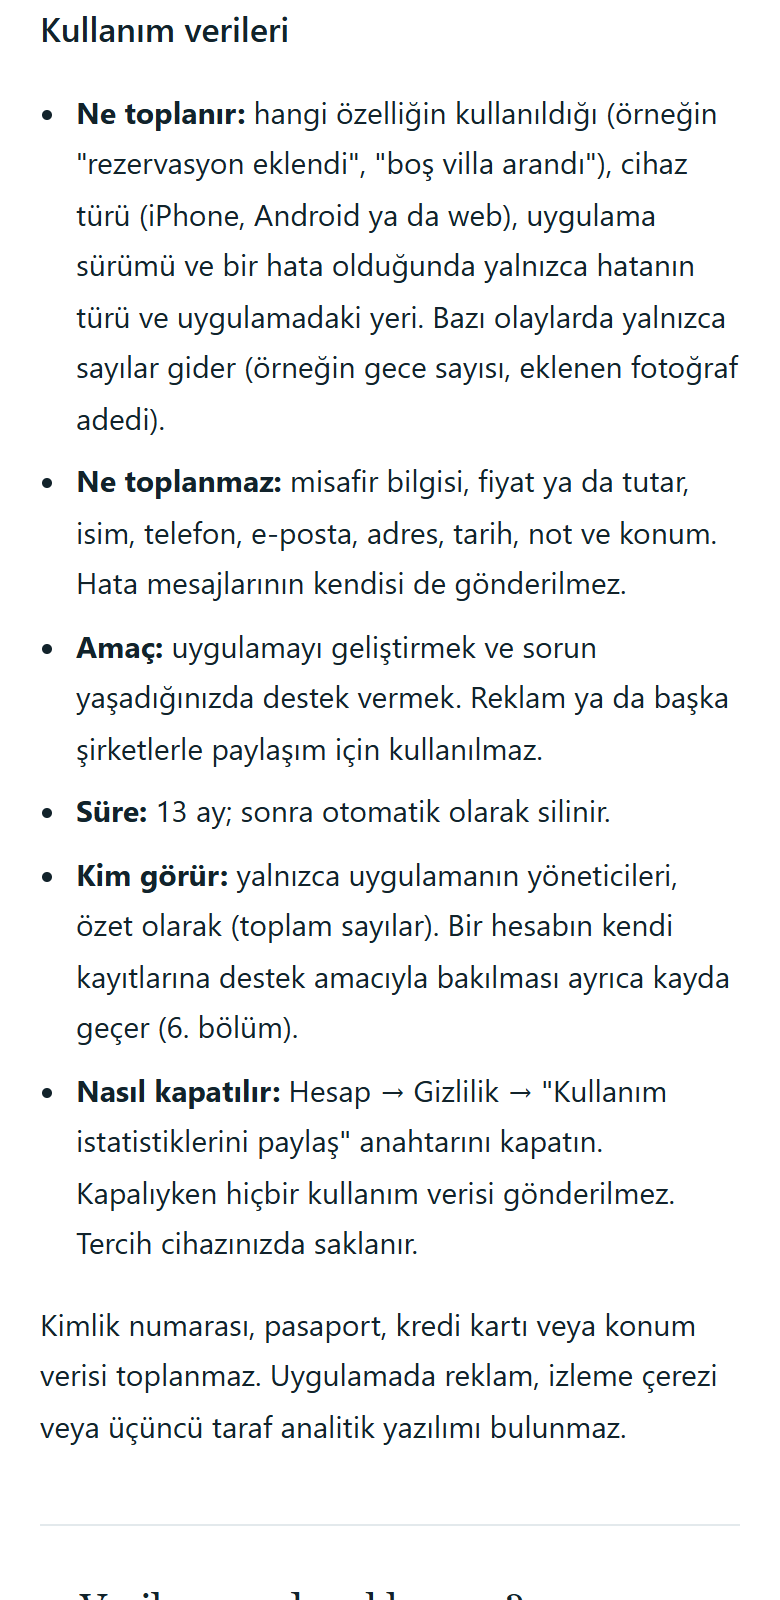 Kullanım verileri
• Ne toplanır: hangi özelliğin kullanıldığı (örneğin
"rezervasyon eklendi", "boş villa arandı"), cihaz
türü (iPhone, Android ya da web), uygulama
sürümü ve bir hata olduğunda yalnızca hatanın
türü ve uygulamadaki yeri. Bazı olaylarda yalnızca
sayılar gider (örneğin gece sayısı, eklenen fotoğraf
adedi).
• Ne toplanmaz: misafir bilgisi, fiyat ya da tutar,
isim, telefon, e-posta, adres, tarih, not ve konum.
Hata mesajlarının kendisi de gönderilmez.
• Amaç: uygulamayı geliştirmek ve sorun
yaşadığınızda destek vermek. Reklam ya da başka
şirketlerle paylaşım için kullanılmaz.
• Süre: 13 ay; sonra otomatik olarak silinir.
• Kim görür: yalnızca uygulamanın yöneticileri,
özet olarak (toplam sayılar). Bir hesabın kendi
kayıtlarına destek amacıyla bakılması ayrıca kayda
geçer (6. bölüm).
• Nasıl kapatılır: Hesap → Gizlilik → "Kullanım
istatistiklerini paylaş" anahtarını kapatın.
Kapalıyken hiçbir kullanım verisi gönderilmez.
Tercih cihazınızda saklanır.
Kimlik numarası, pasaport, kredi kartı veya konum
verisi toplanmaz. Uygulamada reklam, izleme çerezi
veya üçüncü taraf analitik yazılımı bulunmaz.